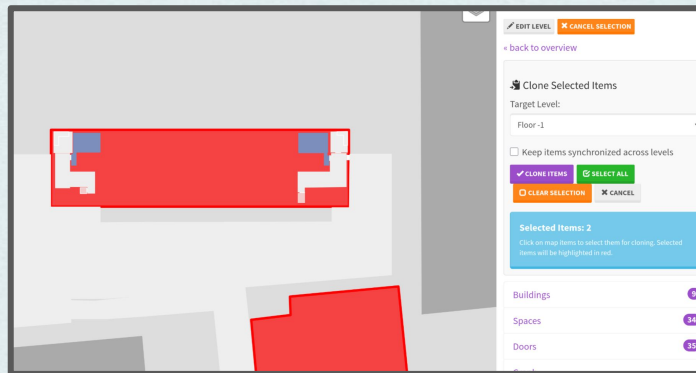 EDIT LEVEL CANCEL SELECTION
« back to overview
Clone Selected Items
Target Level:
Floor -1
Keep items synchronized across levels
CLONE ITEMS SELECT ALL
CLEAR SELECTION CANCEL
Selected Items: 2
Click on map items to select them for cloning. Selected
items will be highlighted in red.
Buildings
Spaces 34
Doors 35